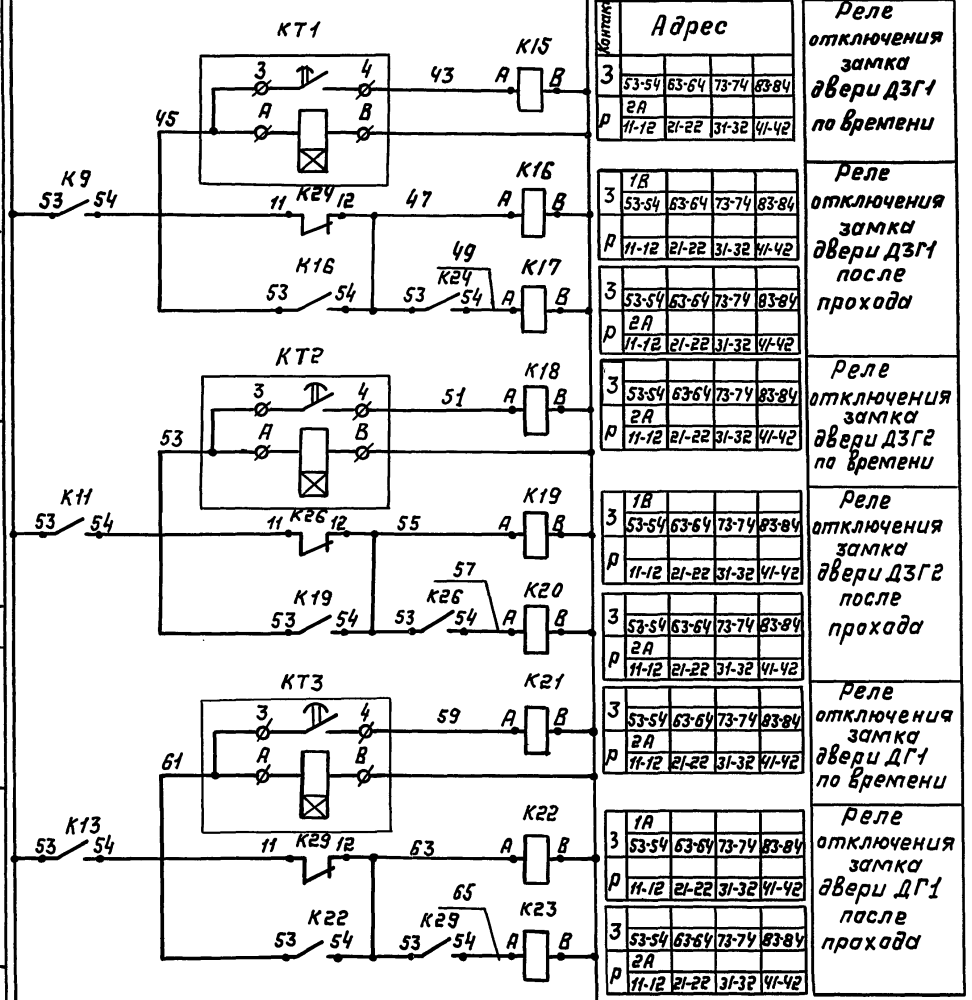 КТ1
3 4 43 А К15 В
45 А В
К9
53 54
К24
11 12 47 А К16 В
К16
53 54
49
К24
53 54 А К17 В
КТ2
3 4 51 А К18 В
53 А В
К11
53 54
К26
11 12 55 А К19 В
К19
53 54
57
К26
53 54 А К20 В
КТ3
3 4 59 А К21 В
61 А В
К13
53 54
К29
11 12 63 А К22 В
К22
53 54
65
К29
53 54 А К23 В
Контакт Адрес
З
53-54 63-64 73-74 83-84
Р 2А
11-12 21-22 31-32 41-42
З 1В
53-54 63-64 73-74 83-84
Р
11-12 21-22 31-32 41-42
З
53-54 63-64 73-74 83-84
Р 2А
11-12 21-22 31-32 41-42
З
53-54 63-64 73-74 83-84
Р 2А
11-12 21-22 31-32 41-42
З 1В
53-54 63-64 73-74 83-84
Р
11-12 21-22 31-32 41-42
З
53-54 63-64 73-74 83-84
Р 2А
11-12 21-22 31-32 41-42
З
53-54 63-64 73-74 83-84
Р 2А
11-12 21-22 31-32 41-42
З 1А
53-54 63-64 73-74 83-84
Р
11-12 21-22 31-32 41-42
З
53-54 63-64 73-74 83-84
Р 2А
11-12 21-22 31-32 41-42
Реле
отключения
замка
двери ДЗГ1
по времени
Реле
отключения
замка
двери ДЗГ1
после
прохода
Реле
отключения
замка
двери ДЗГ2
по времени
Реле
отключения
замка
двери ДЗГ2
после
прохода
Реле
отключения
замка
двери ДГ1
по времени
Реле
отключения
замка
двери ДГ1
после
прохода